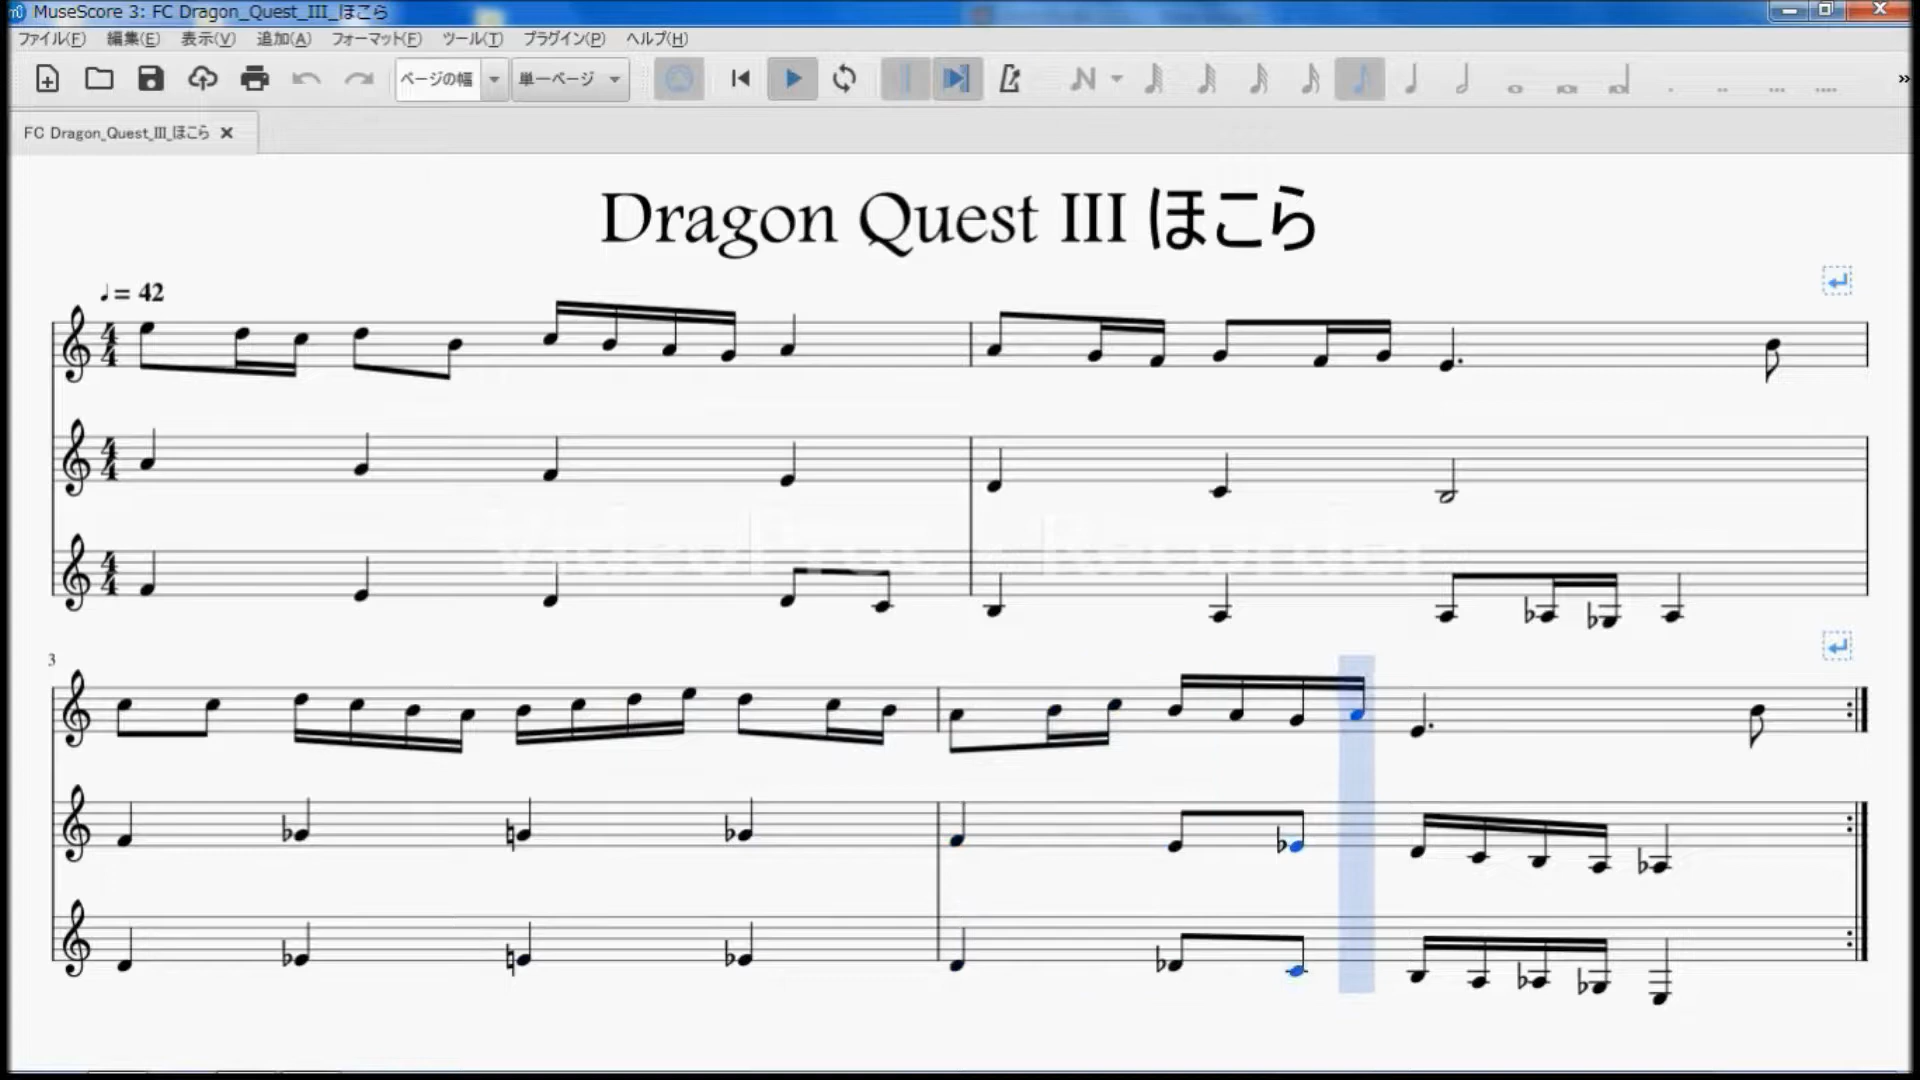 MuseScore 3: FC Dragon_Quest_III_ほこら
ファイル(F) 編集(E) 表示(V) 追加(A) フォーマット(F) ツール(T) プラグイン(P) ヘルプ(H)
ページの幅 単一ページ
FC Dragon_Quest_III_ほこら
Dragon Quest III ほこら
♩= 42
3